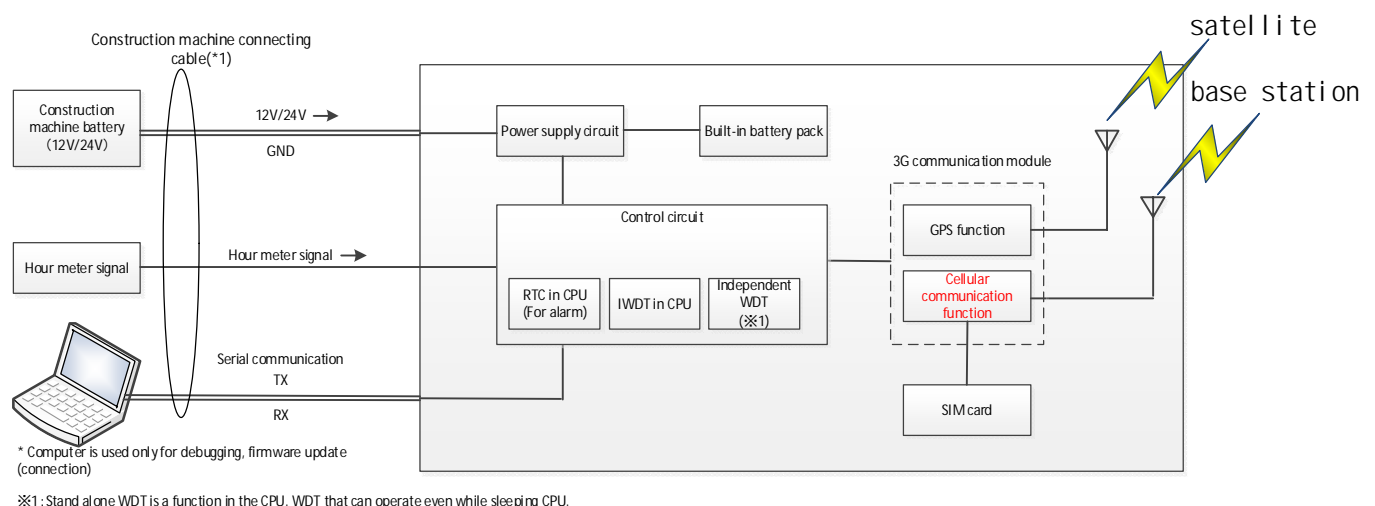 satellite
base station
Construction machine connecting
cable(*1)
Construction
machine battery
(12V/24V)
12V/24V
GND
Power supply circuit
Built-in battery pack
3G communication module
Control circuit
GPS function
Hour meter signal
Hour meter signal
RTC in CPU
(For alarm)
IWDT in CPU
Independent
WDT
(※1)
Cellular
communication
function
Serial communication
TX
RX
SIM card
* Computer is used only for debugging, firmware update
(connection)
※1 : Stand alone WDT is a function in the CPU. WDT that can operate even while sleeping CPU.